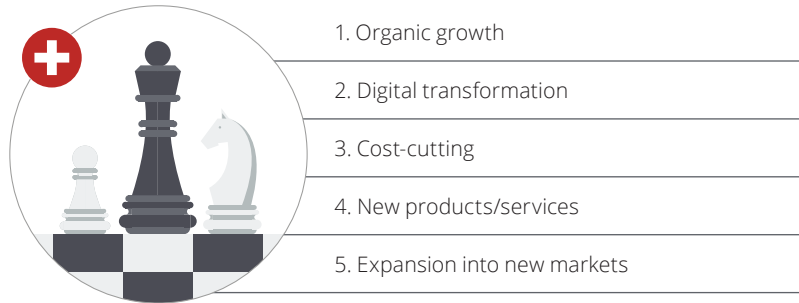 1. Organic growth
2. Digital transformation
3. Cost-cutting
4. New products/services
5. Expansion into new markets